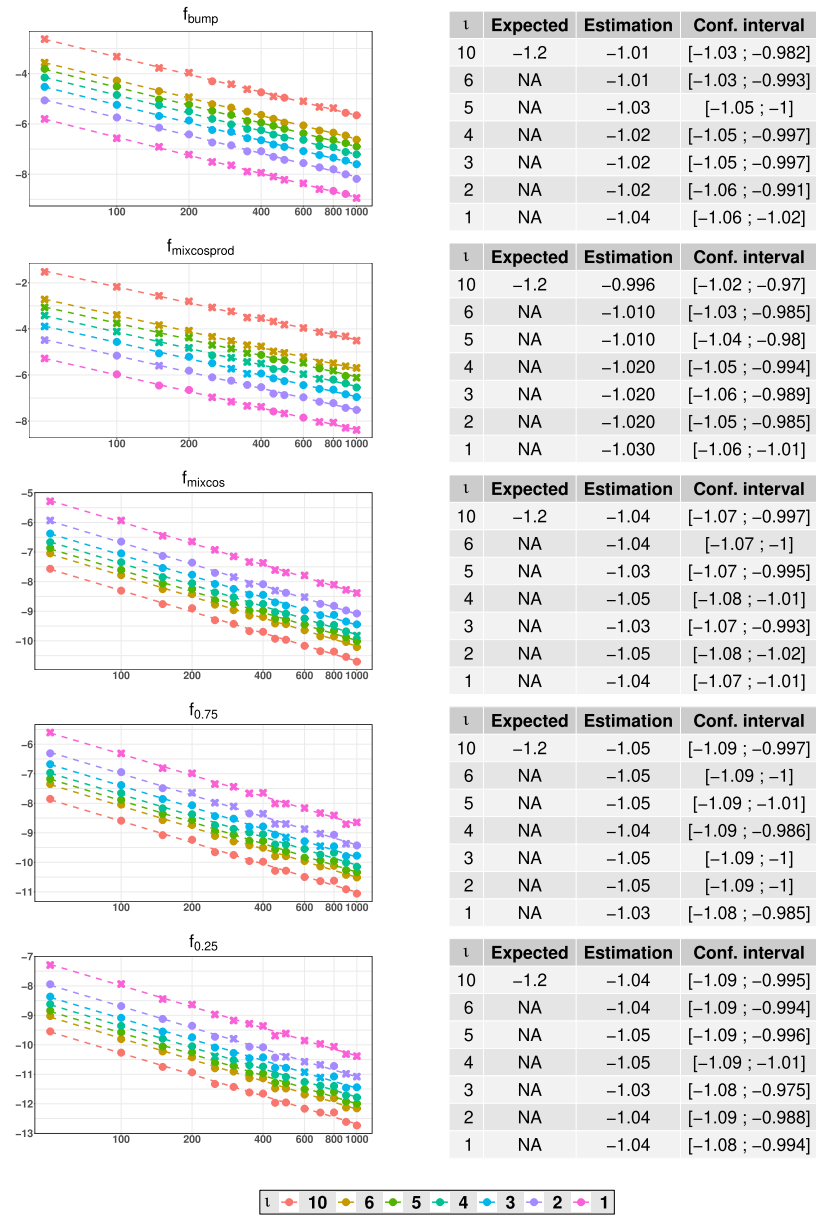 f_bump
−4
−6
−8
100
200
400
600
800
1000
ι Expected Estimation Conf. interval
10 −1.2 −1.01 [−1.03 ; −0.982]
6 NA −1.01 [−1.03 ; −0.993]
5 NA −1.03 [−1.05 ; −1]
4 NA −1.02 [−1.05 ; −0.997]
3 NA −1.02 [−1.05 ; −0.997]
2 NA −1.02 [−1.06 ; −0.991]
1 NA −1.04 [−1.06 ; −1.02]
f_mixcosprod
−2
−4
−6
−8
100
200
400
600
800
1000
ι Expected Estimation Conf. interval
10 −1.2 −0.996 [−1.02 ; −0.97]
6 NA −1.010 [−1.03 ; −0.985]
5 NA −1.010 [−1.04 ; −0.98]
4 NA −1.020 [−1.05 ; −0.994]
3 NA −1.020 [−1.06 ; −0.989]
2 NA −1.020 [−1.05 ; −0.985]
1 NA −1.030 [−1.06 ; −1.01]
f_mixcos
−5
−6
−7
−8
−9
−10
100
200
400
600
800
1000
ι Expected Estimation Conf. interval
10 −1.2 −1.04 [−1.07 ; −0.997]
6 NA −1.04 [−1.07 ; −1]
5 NA −1.03 [−1.07 ; −0.995]
4 NA −1.05 [−1.08 ; −1.01]
3 NA −1.03 [−1.07 ; −0.993]
2 NA −1.05 [−1.08 ; −1.02]
1 NA −1.04 [−1.07 ; −1.01]
f_0.75
−6
−7
−8
−9
−10
−11
100
200
400
600
800
1000
ι Expected Estimation Conf. interval
10 −1.2 −1.05 [−1.09 ; −0.997]
6 NA −1.05 [−1.09 ; −1]
5 NA −1.05 [−1.09 ; −1.01]
4 NA −1.04 [−1.09 ; −0.986]
3 NA −1.05 [−1.09 ; −1]
2 NA −1.05 [−1.09 ; −1]
1 NA −1.03 [−1.08 ; −0.985]
f_0.25
−7
−8
−9
−10
−11
−12
−13
100
200
400
600
800
1000
ι Expected Estimation Conf. interval
10 −1.2 −1.04 [−1.09 ; −0.995]
6 NA −1.04 [−1.09 ; −0.994]
5 NA −1.05 [−1.09 ; −0.996]
4 NA −1.05 [−1.09 ; −1.01]
3 NA −1.03 [−1.08 ; −0.975]
2 NA −1.04 [−1.09 ; −0.988]
1 NA −1.04 [−1.08 ; −0.994]
ι 10 6 5 4 3 2 1